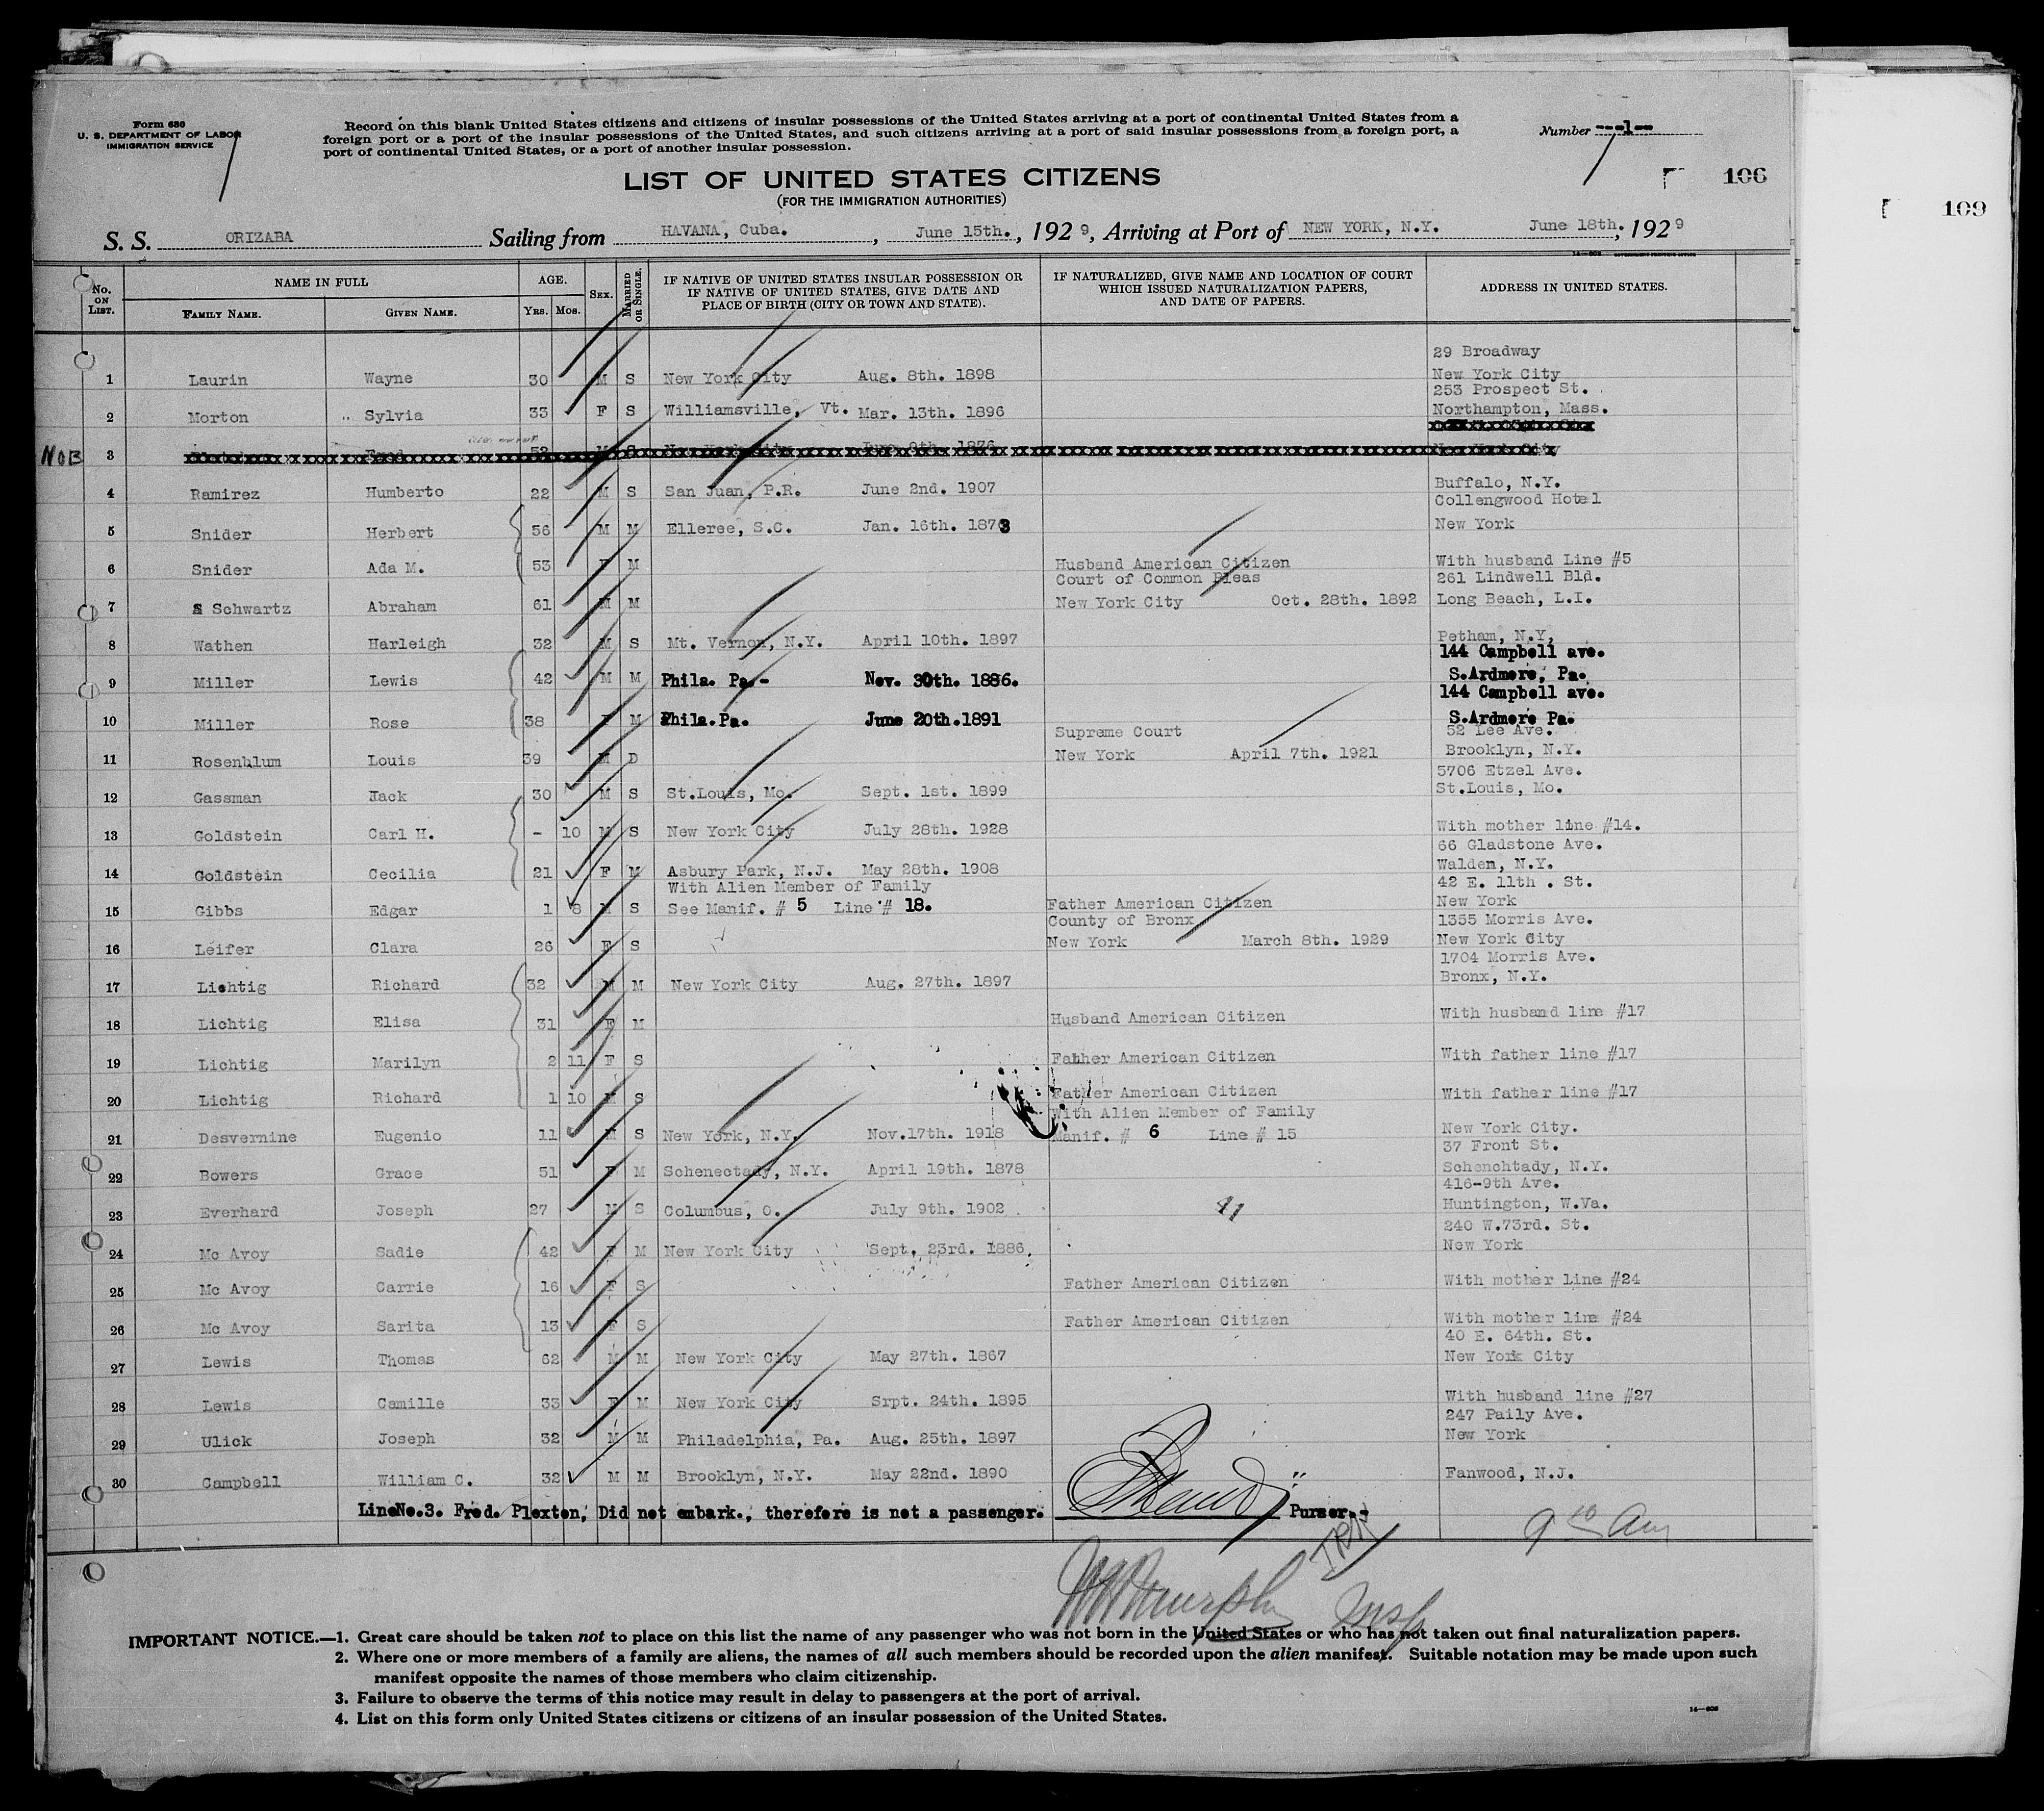 Form 630
U. S. DEPARTMENT OF LABOR
IMMIGRATION SERVICE
Record on this blank United States citizens and citizens of insular possessions of the United States arriving at a port of continental United States from a
foreign port or a port of the insular possessions of the United States, and such citizens arriving at a port of said insular possessions from a foreign port, a
port of continental United States, or a port of another insular possession.
Number ---1--
106
109
LIST OF UNITED STATES CITIZENS
(FOR THE IMMIGRATION AUTHORITIES)
S. S. ORIZABA Sailing from HAVANA, Cuba. , June 15th. , 1929, Arriving at Port of NEW YORK, N.Y. June 18th. , 1929
No. ON LIST. NAME IN FULL FAMILY NAME. GIVEN NAME. AGE. YRS. MOS. SEX. MARRIED OR SINGLE. IF NATIVE OF UNITED STATES INSULAR POSSESSION OR IF NATIVE OF UNITED STATES, GIVE DATE AND PLACE OF BIRTH (CITY OR TOWN AND STATE). IF NATURALIZED, GIVE NAME AND LOCATION OF COURT WHICH ISSUED NATURALIZATION PAPERS, AND DATE OF PAPERS. ADDRESS IN UNITED STATES.
29 Broadway
1 Laurin Wayne 30 M S New York City Aug. 8th. 1898 New York City
253 Prospect St.
2 Morton Sylvia 33 F S Williamsville, Vt. Mar. 13th. 1896 Northampton, Mass.
NOB 3 Fred 53 M S New York City June 8th. 1876 New York City
4 Ramirez Humberto 22 M S San Juan, P.R. June 2nd. 1907 Buffalo, N.Y.
Collengwood Hotel
5 Snider Herbert 56 M M Elleree, S.C. Jan. 16th. 1873 New York
6 Snider Ada M. 53 F M Husband American Citizen With husband Line #5
Court of Common Pleas 261 Lindwell Bld.
7 S Schwartz Abraham 61 M M New York City Oct. 28th. 1892 Long Beach, L.I.
8 Wathen Harleigh 32 M S Mt. Vernon, N.Y. April 10th. 1897 Petham, N.Y,
144 Campbell ave.
9 Miller Lewis 42 M M Phila. Pa.- Nov. 30th. 1886. S.Ardmore, Pa.
144 Campbell ave.
10 Miller Rose 38 F M Phila.Pa. June 20th.1891 S.Ardmore Pa.
Supreme Court 52 Lee Ave.
11 Rosenblum Louis 39 M D New York April 7th. 1921 Brooklyn, N.Y.
5706 Etzel Ave.
12 Gassman Jack 30 M S St.Louis, Mo. Sept. 1st. 1899 St.Louis, Mo.
13 Goldstein Carl H. - 10 M S New York City July 28th. 1928 With mother line #14.
66 Gladstone Ave.
14 Goldstein Cecilia 21 F M Asbury Park, N.J. May 28th. 1908 Walden, N.Y.
With Alien Member of Family 42 E. 11th . St.
15 Gibbs Edgar 1 8 M S See Manif. # 5 Line # 18. Father American Citizen New York
County of Bronx 1355 Morris Ave.
16 Leifer Clara 26 F S New York March 8th. 1929 New York City
1704 Morris Ave.
17 Lichtig Richard 32 M M New York City Aug. 27th. 1897 Bronx, N.Y.
18 Lichtig Elisa 31 F M Husband American Citizen With husband line #17
19 Lichtig Marilyn 2 11 F S Father American Citizen With father line #17
20 Lichtig Richard 1 10 M S Father American Citizen With father line #17
With Alien Member of Family
21 Desvernine Eugenio 11 M S New York, N.Y. Nov.17th. 1918 Manif. # 6 Line # 15 New York City.
37 Front St.
22 Bowers Grace 51 F M Schenectady, N.Y. April 19th. 1878 Schenchtady, N.Y.
416-9th Ave.
23 Everhard Joseph 27 M S Columbus, O. July 9th. 1902 41 Huntington, W.Va.
240 W.73rd. St.
24 Mc Avoy Sadie 42 F M New York City Sept. 23rd. 1886. New York
25 Mc Avoy Carrie 16 F S Father American Citizen With mother line #24
26 Mc Avoy Sarita 13 F S Father American Citizen With mother line #24
40 E. 64th. St.
27 Lewis Thomas 62 M M New York City May 27th. 1867 New York City
28 Lewis Camille 33 F M New York City Srpt. 24th. 1895 With husband line #27
247 Paily Ave.
29 Ulick Joseph 32 M M Philadelphia, Pa. Aug. 25th. 1897 New York
30 Campbell William C. 32 M M Brooklyn, N.Y. May 22nd. 1890 Fanwood, N.J.
LineNo.3. Fred. Plexton, Did not embark., therefore is not a passenger. Purser.-
Murphy Insp
IMPORTANT NOTICE.—1. Great care should be taken not to place on this list the name of any passenger who was not born in the United States or who has not taken out final naturalization papers.
2. Where one or more members of a family are aliens, the names of all such members should be recorded upon the alien manifest. Suitable notation may be made upon such
manifest opposite the names of those members who claim citizenship.
3. Failure to observe the terms of this notice may result in delay to passengers at the port of arrival.
4. List on this form only United States citizens or citizens of an insular possession of the United States.